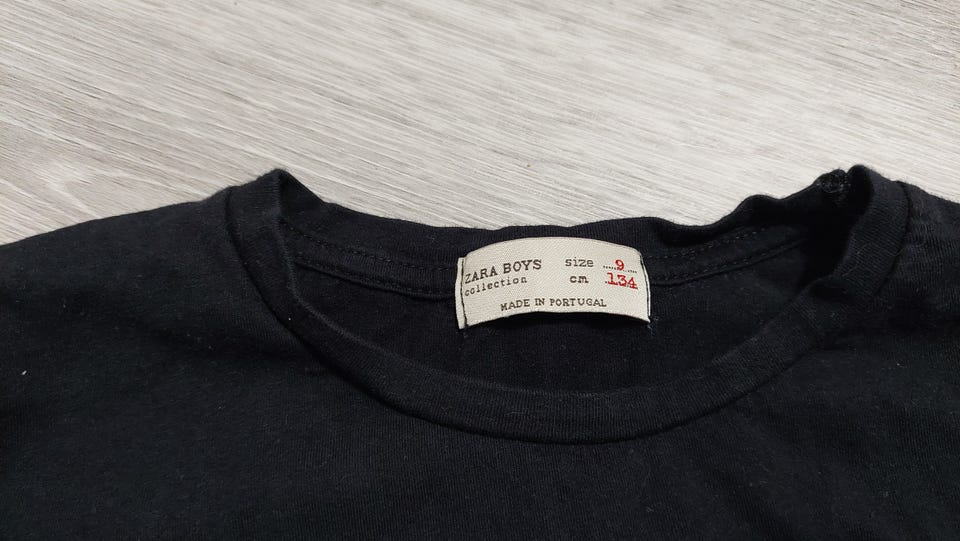 ZARA BOYS size 9
collection cm 134
MADE IN PORTUGAL